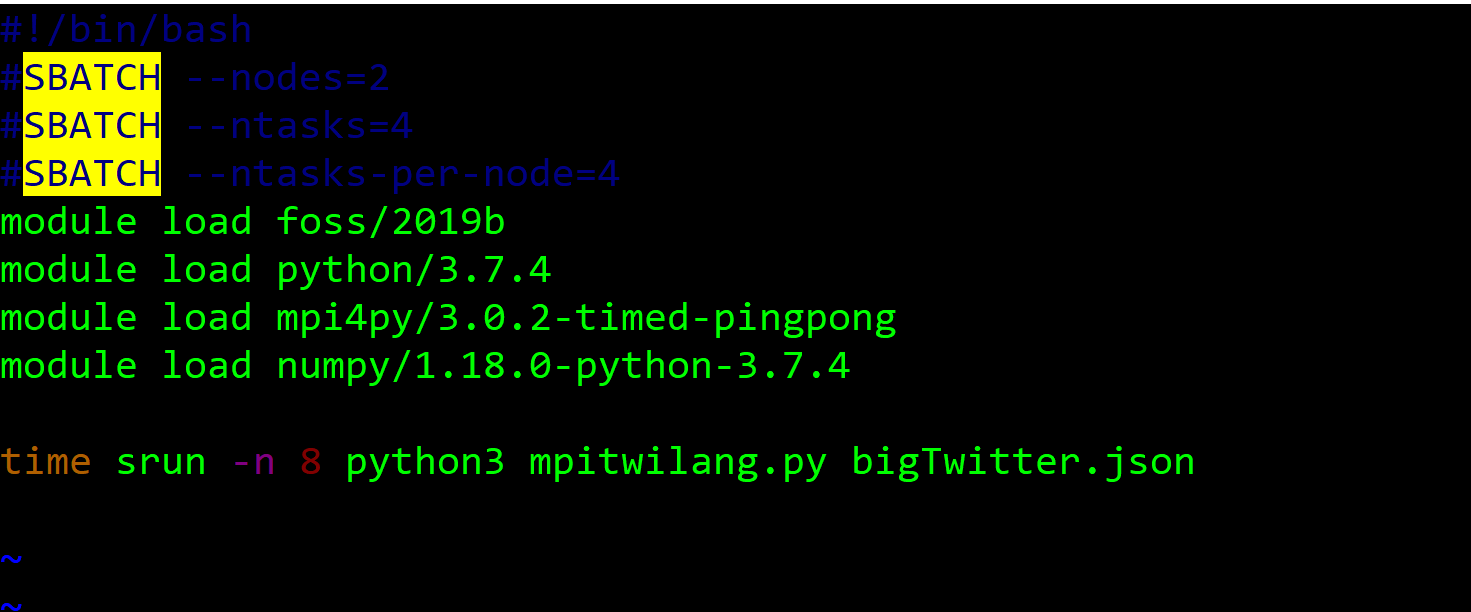 #!/bin/bash
#SBATCH --nodes=2
#SBATCH --ntasks=4
#SBATCH --ntasks-per-node=4
module load foss/2019b
module load python/3.7.4
module load mpi4py/3.0.2-timed-pingpong
module load numpy/1.18.0-python-3.7.4
time srun -n 8 python3 mpitwilang.py bigTwitter.json
~
~